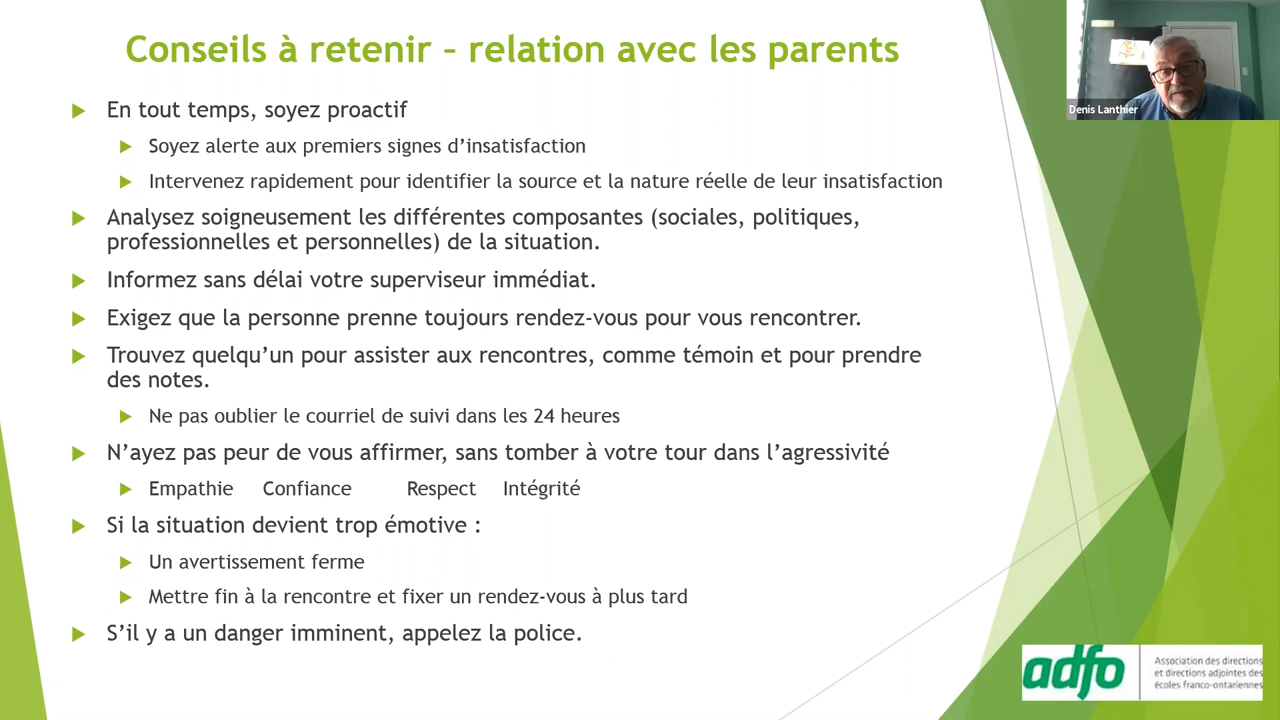 Conseils à retenir – relation avec les parents
Denis Lanthier
En tout temps, soyez proactif
Soyez alerte aux premiers signes d’insatisfaction
Intervenez rapidement pour identifier la source et la nature réelle de leur insatisfaction
Analysez soigneusement les différentes composantes (sociales, politiques,
professionnelles et personnelles) de la situation.
Informez sans délai votre superviseur immédiat.
Exigez que la personne prenne toujours rendez-vous pour vous rencontrer.
Trouvez quelqu’un pour assister aux rencontres, comme témoin et pour prendre
des notes.
Ne pas oublier le courriel de suivi dans les 24 heures
N’ayez pas peur de vous affirmer, sans tomber à votre tour dans l’agressivité
Empathie Confiance Respect Intégrité
Si la situation devient trop émotive :
Un avertissement ferme
Mettre fin à la rencontre et fixer un rendez-vous à plus tard
S’il y a un danger imminent, appelez la police.
adfo
Association des directions
et directions adjointes des
écoles franco-ontariennes